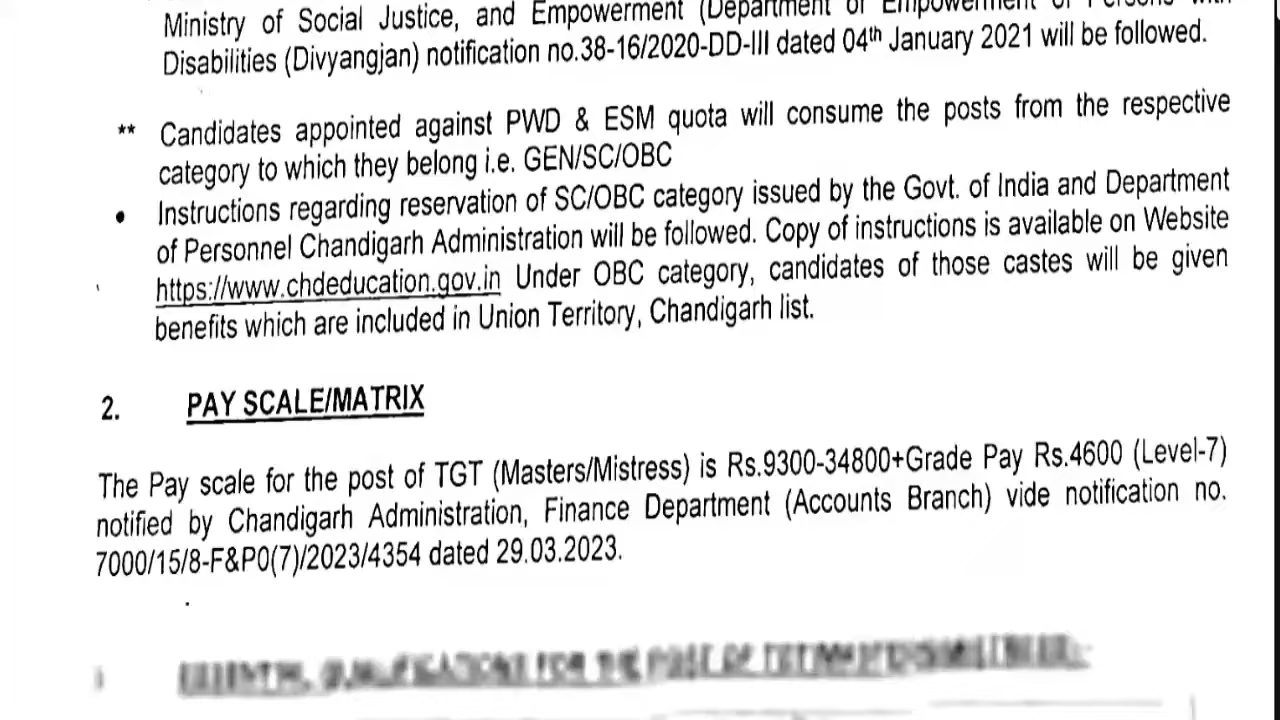 Ministry of Social Justice, and Empowerment (Department of Empowerment of Persons with
Disabilities (Divyangjan) notification no.38-16/2020-DD-III dated 04th January 2021 will be followed.
** Candidates appointed against PWD & ESM quota will consume the posts from the respective
category to which they belong i.e. GEN/SC/OBC
• Instructions regarding reservation of SC/OBC category issued by the Govt. of India and Department
of Personnel Chandigarh Administration will be followed. Copy of instructions is available on Website
https://www.chdeducation.gov.in Under OBC category, candidates of those castes will be given
benefits which are included in Union Territory, Chandigarh list.
2. PAY SCALE/MATRIX
The Pay scale for the post of TGT (Masters/Mistress) is Rs.9300-34800+Grade Pay Rs.4600 (Level-7)
notified by Chandigarh Administration, Finance Department (Accounts Branch) vide notification no.
7000/15/8-F&P0(7)/2023/4354 dated 29.03.2023.
QUALIFICATIONS FOR THE POST OF